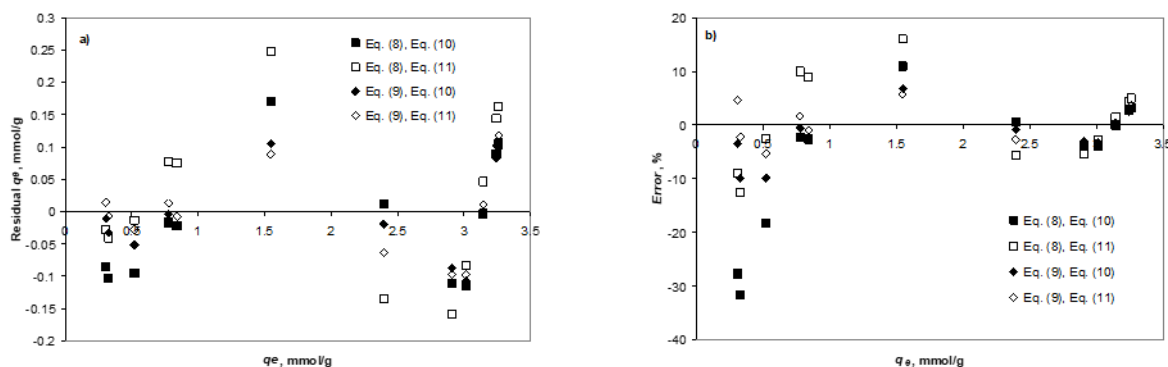 0.3
0.25
0.2
0.15
0.1
0.05
0
-0.05
-0.1
-0.15
-0.2
a)
Eq. (8), Eq. (10)
Eq. (8), Eq. (11)
Eq. (9), Eq. (10)
Eq. (9), Eq. (11)
0 0.5 1 1.5 2 2.5 3 3.5
Residual qe, mmol/g
qe, mmol/g
20
10
0
-10
-20
-30
-40
b)
0 0.5 1 1.5 2 2.5 3 3.5
Eq. (8), Eq. (10)
Eq. (8), Eq. (11)
Eq. (9), Eq. (10)
Eq. (9), Eq. (11)
Error, %
qe, mmol/g